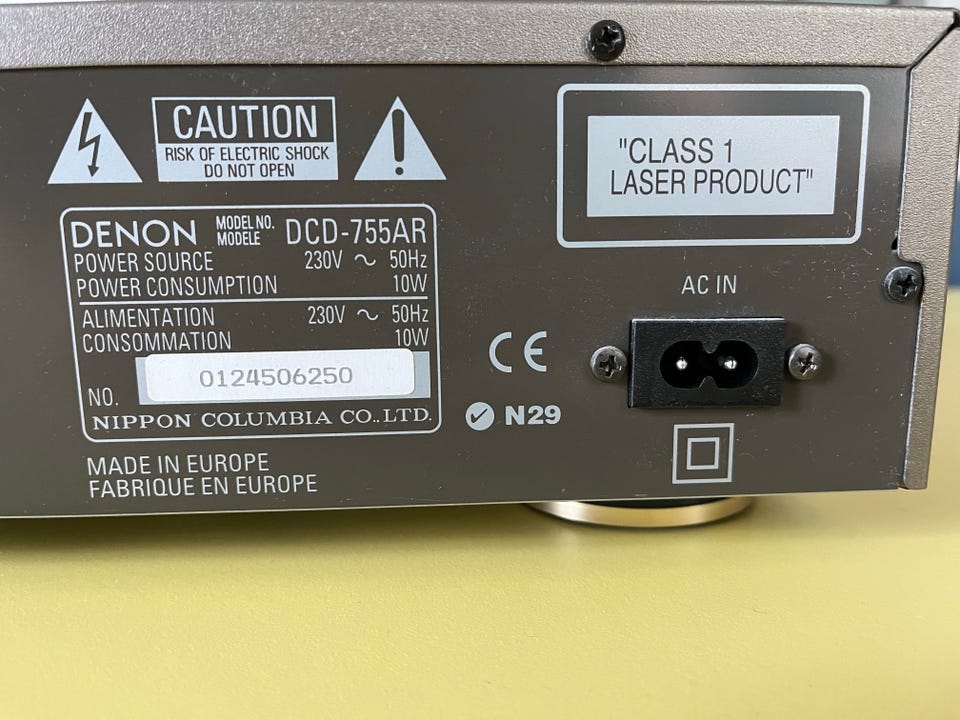 CAUTION
RISK OF ELECTRIC SHOCK
DO NOT OPEN
"CLASS 1
LASER PRODUCT"
DENON MODEL NO. MODELE DCD-755AR
POWER SOURCE 230V ~ 50Hz
POWER CONSUMPTION 10W
ALIMENTATION 230V ~ 50Hz
CONSOMMATION 10W
NO. 0124506250
NIPPON COLUMBIA CO.,LTD.
MADE IN EUROPE
FABRIQUE EN EUROPE
CE
N29
AC IN